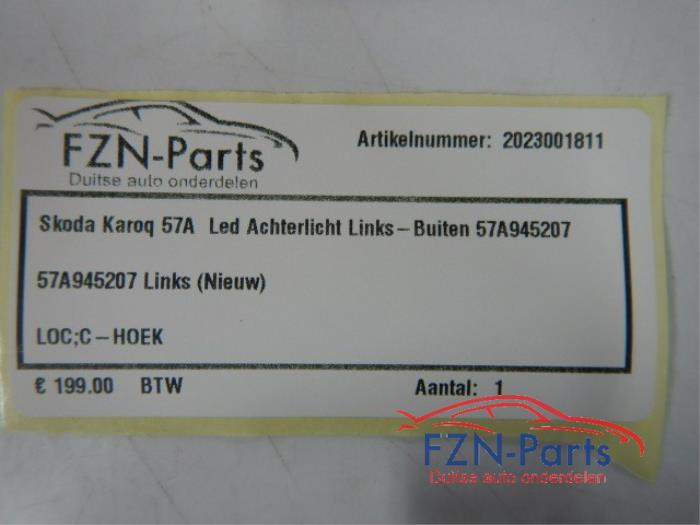 FZN-Parts
Duitse auto onderdelen
Artikelnummer: 2023001811
Skoda Karoq 57A Led Achterlicht Links-Buiten 57A945207
57A945207 Links (Nieuw)
LOC;C-HOEK
€ 199.00 BTW
Aantal: 1
FZN-Parts
Duitse auto onderdelen